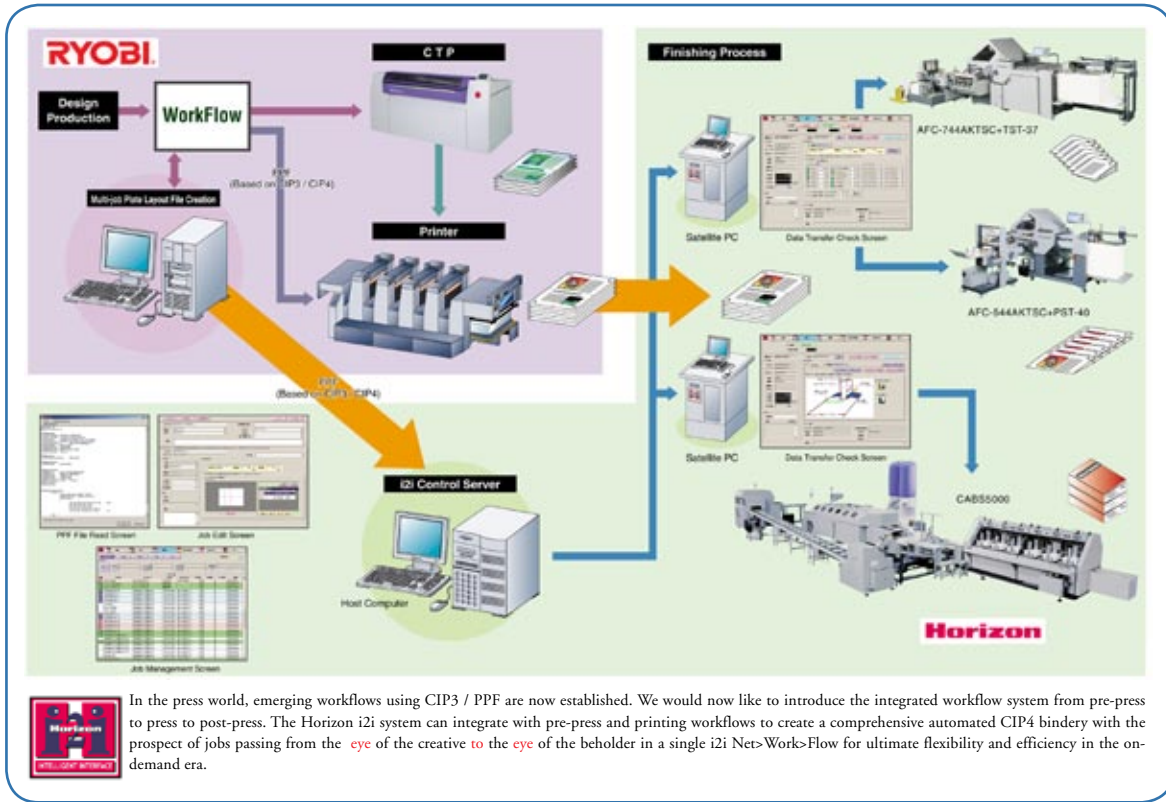 RYOBI.
CTP
Finishing Process
Design
Production
WorkFlow
AFC-744AKTSC+TST-37
PPF
(Based on CIP3 / CIP4)
Multi-job Plate Layout File Creation
Printer
Satellite PC
Data Transfer Check Screen
AFC-544AKTSC+PST-40
PPF
(Based on CIP3 / CIP4)
Satellite PC
Data Transfer Check Screen
i2i Control Server
CABS5000
PPF File Read Screen
Job Edit Screen
Host Computer
Horizon
Job Management Screen
Horizon
i2i
INTELLIGENT INTERFACE
In the press world, emerging workflows using CIP3 / PPF are now established. We would now like to introduce the integrated workflow system from pre-press
to press to post-press. The Horizon i2i system can integrate with pre-press and printing workflows to create a comprehensive automated CIP4 bindery with the
prospect of jobs passing from the eye of the creative to the eye of the beholder in a single i2i Net>Work>Flow for ultimate flexibility and efficiency in the on-
demand era.